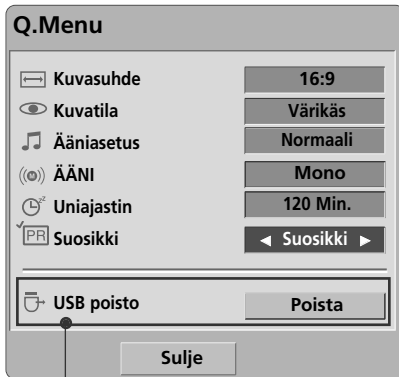 Q.Menu
Kuvasuhde 16:9
Kuvatila Värikäs
Ääniasetus Normaali
ÄÄNI Mono
Uniajastin 120 Min.
PR Suosikki ◄ Suosikki ►
USB poisto Poista
Sulje